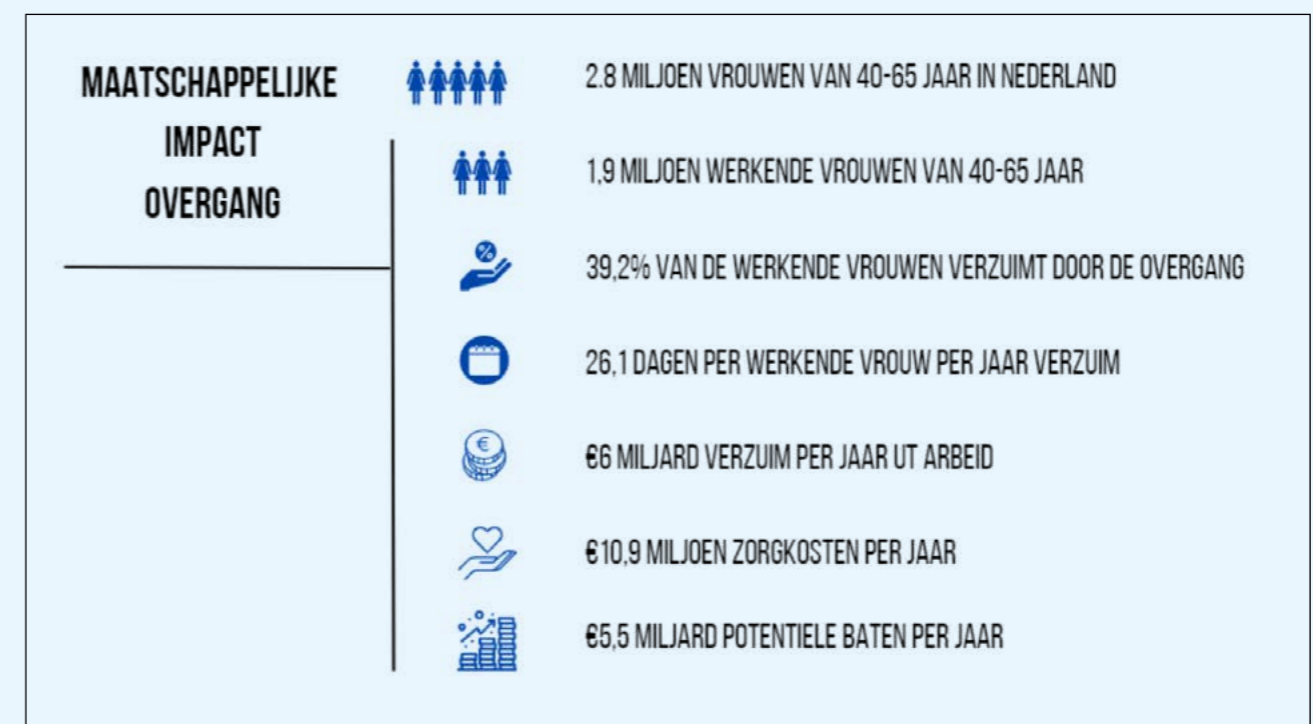 MAATSCHAPPELIJKE
IMPACT
OVERGANG
2.8 MILJOEN VROUWEN VAN 40-65 JAAR IN NEDERLAND
1,9 MILJOEN WERKENDE VROUWEN VAN 40-65 JAAR
%
39,2% VAN DE WERKENDE VROUWEN VERZUIMT DOOR DE OVERGANG
26,1 DAGEN PER WERKENDE VROUW PER JAAR VERZUIM
€
€6 MILJARD VERZUIM PER JAAR UT ARBEID
€10,9 MILJOEN ZORGKOSTEN PER JAAR
€5,5 MILJARD POTENTIELE BATEN PER JAAR